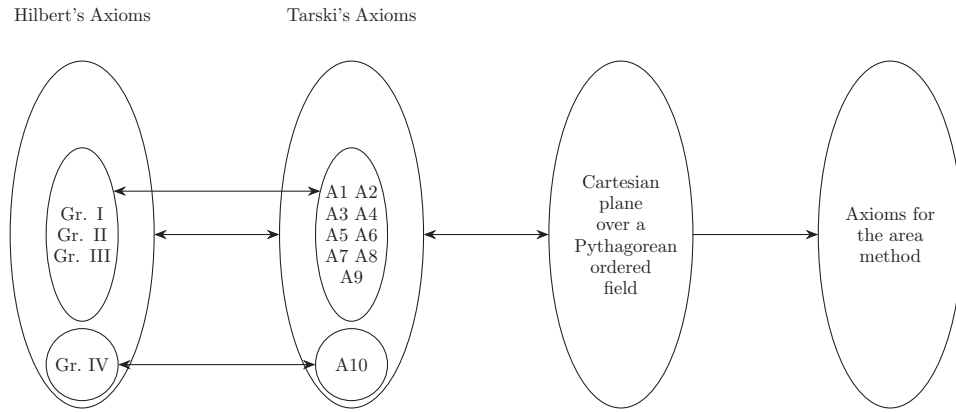 Hilbert's Axioms
Tarski's Axioms
Gr. I
Gr. II
Gr. III
Gr. IV
A1 A2
A3 A4
A5 A6
A7 A8
A9
A10
Cartesian
plane
over a
Pythagorean
ordered
field
Axioms for
the area
method